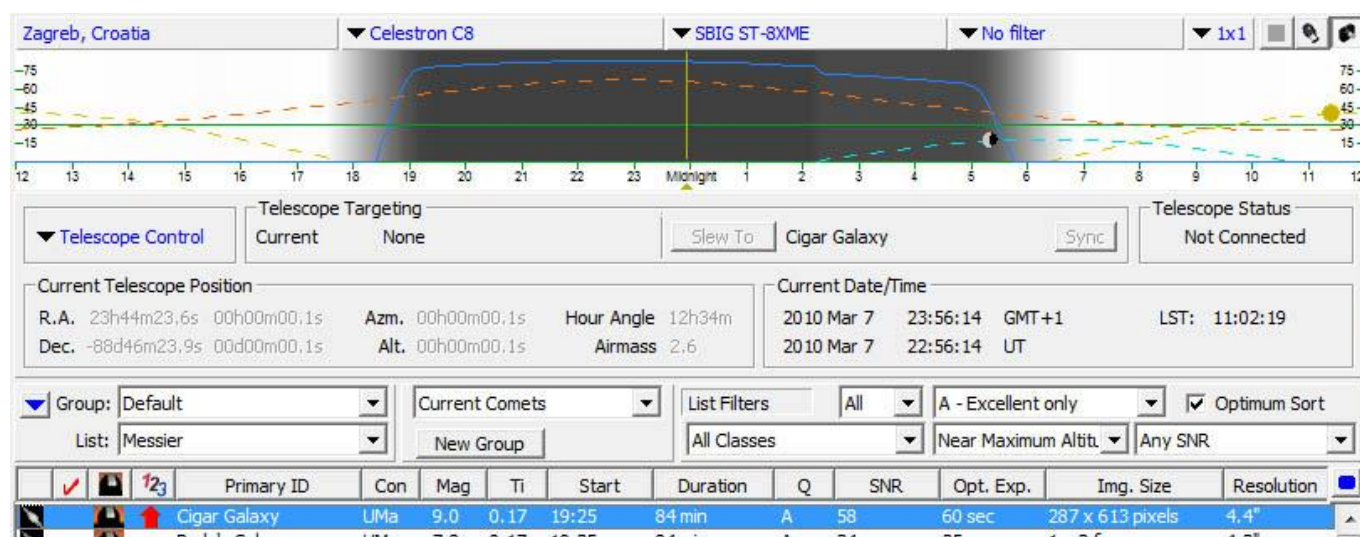 Zagreb, Croatia Celestron C8 SBIG ST-8XME No filter 1x1
75 75
60 60
45 45
30 30
15 15
12 13 14 15 16 17 18 19 20 21 22 23 Midnight 1 2 3 4 5 6 7 8 9 10 11 12
Telescope Control
Telescope Targeting
Current None Slew To Cigar Galaxy Sync
Telescope Status
Not Connected
Current Telescope Position
R.A. 23h44m23.6s 00h00m00.1s Azm. 00h00m00.1s Hour Angle 12h34m
Dec. -88d46m23.9s 00d00m00.1s Alt. 00h00m00.1s Airmass 2.6
Current Date/Time
2010 Mar 7 23:56:14 GMT+1 LST: 11:02:19
2010 Mar 7 22:56:14 UT
Group: Default Current Comets List Filters All A - Excellent only Optimum Sort
List: Messier New Group All Classes Near Maximum Altitu Any SNR
123 Primary ID Con Mag Ti Start Duration Q SNR Opt. Exp. Img. Size Resolution
Cigar Galaxy UMa 9.0 0.17 19:25 84 min A 58 60 sec 287 x 613 pixels 4.4"